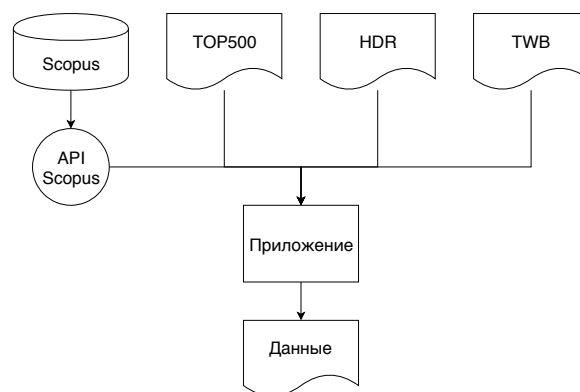 Scopus
TOP500
HDR
TWB
API
Scopus
Приложение
Данные